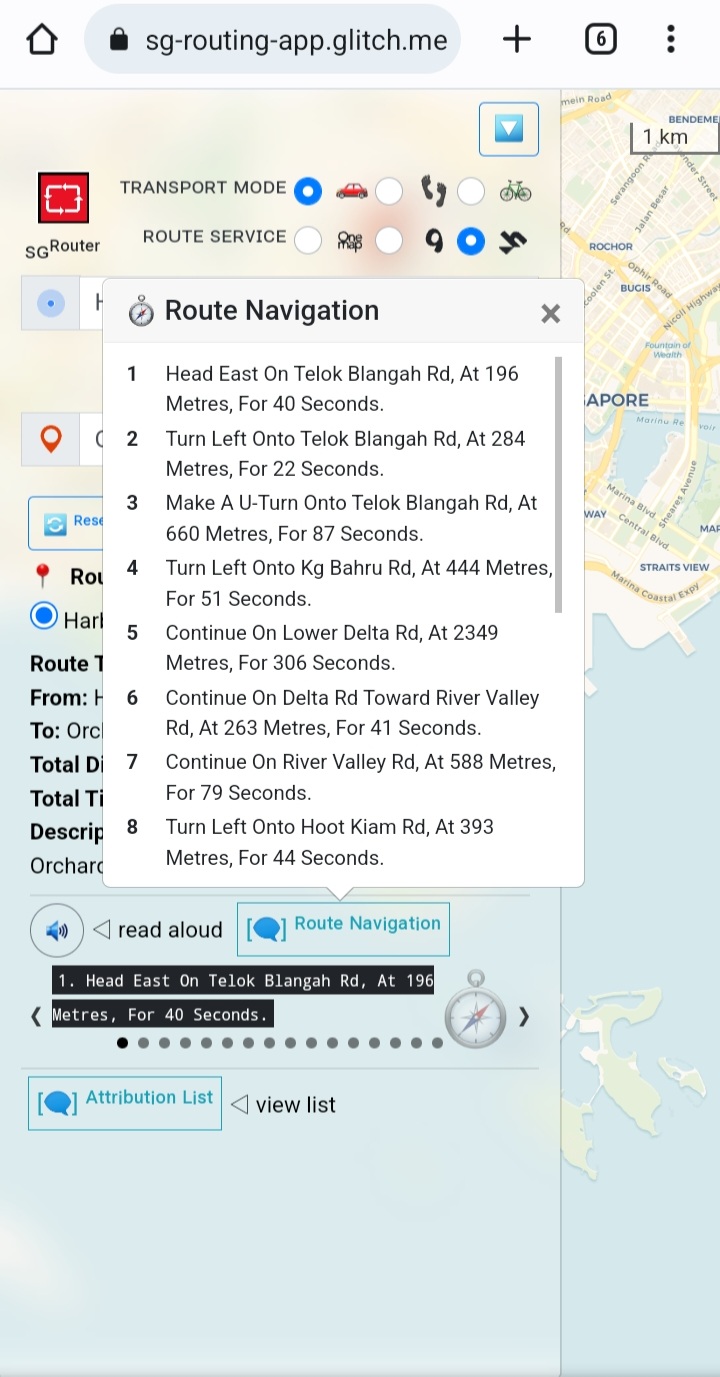 sg-routing-app.glitch.me
6
mein Road
BENDEME
1 km
Serangoon Road
Jalan Besar
ROCHOR
Ophir Road
BUGIS
Nicoll Highway
Fountain of
Wealth
APORE
Marina Blvd
Sheares Avenue
WAY
Central Blvd
MAR
STRAITS VIEW
Marina Coastal Expy
SGRouter
TRANSPORT MODE
ROUTE SERVICE
One
map
Route Navigation
1 Head East On Telok Blangah Rd, At 196
Metres, For 40 Seconds.
2 Turn Left Onto Telok Blangah Rd, At 284
Metres, For 22 Seconds.
3 Make A U-Turn Onto Telok Blangah Rd, At
660 Metres, For 87 Seconds.
4 Turn Left Onto Kg Bahru Rd, At 444 Metres,
For 51 Seconds.
5 Continue On Lower Delta Rd, At 2349
Metres, For 306 Seconds.
6 Continue On Delta Rd Toward River Valley
Rd, At 263 Metres, For 41 Seconds.
7 Continue On River Valley Rd, At 588 Metres,
For 79 Seconds.
8 Turn Left Onto Hoot Kiam Rd, At 393
Metres, For 44 Seconds.
Rese
Rou
Harl
Route T
From: H
To: Orc
Total Di
Total Ti
Descrip
Orchard
read aloud
Route Navigation
1. Head East On Telok Blangah Rd, At 196
Metres, For 40 Seconds.
Attribution List
view list